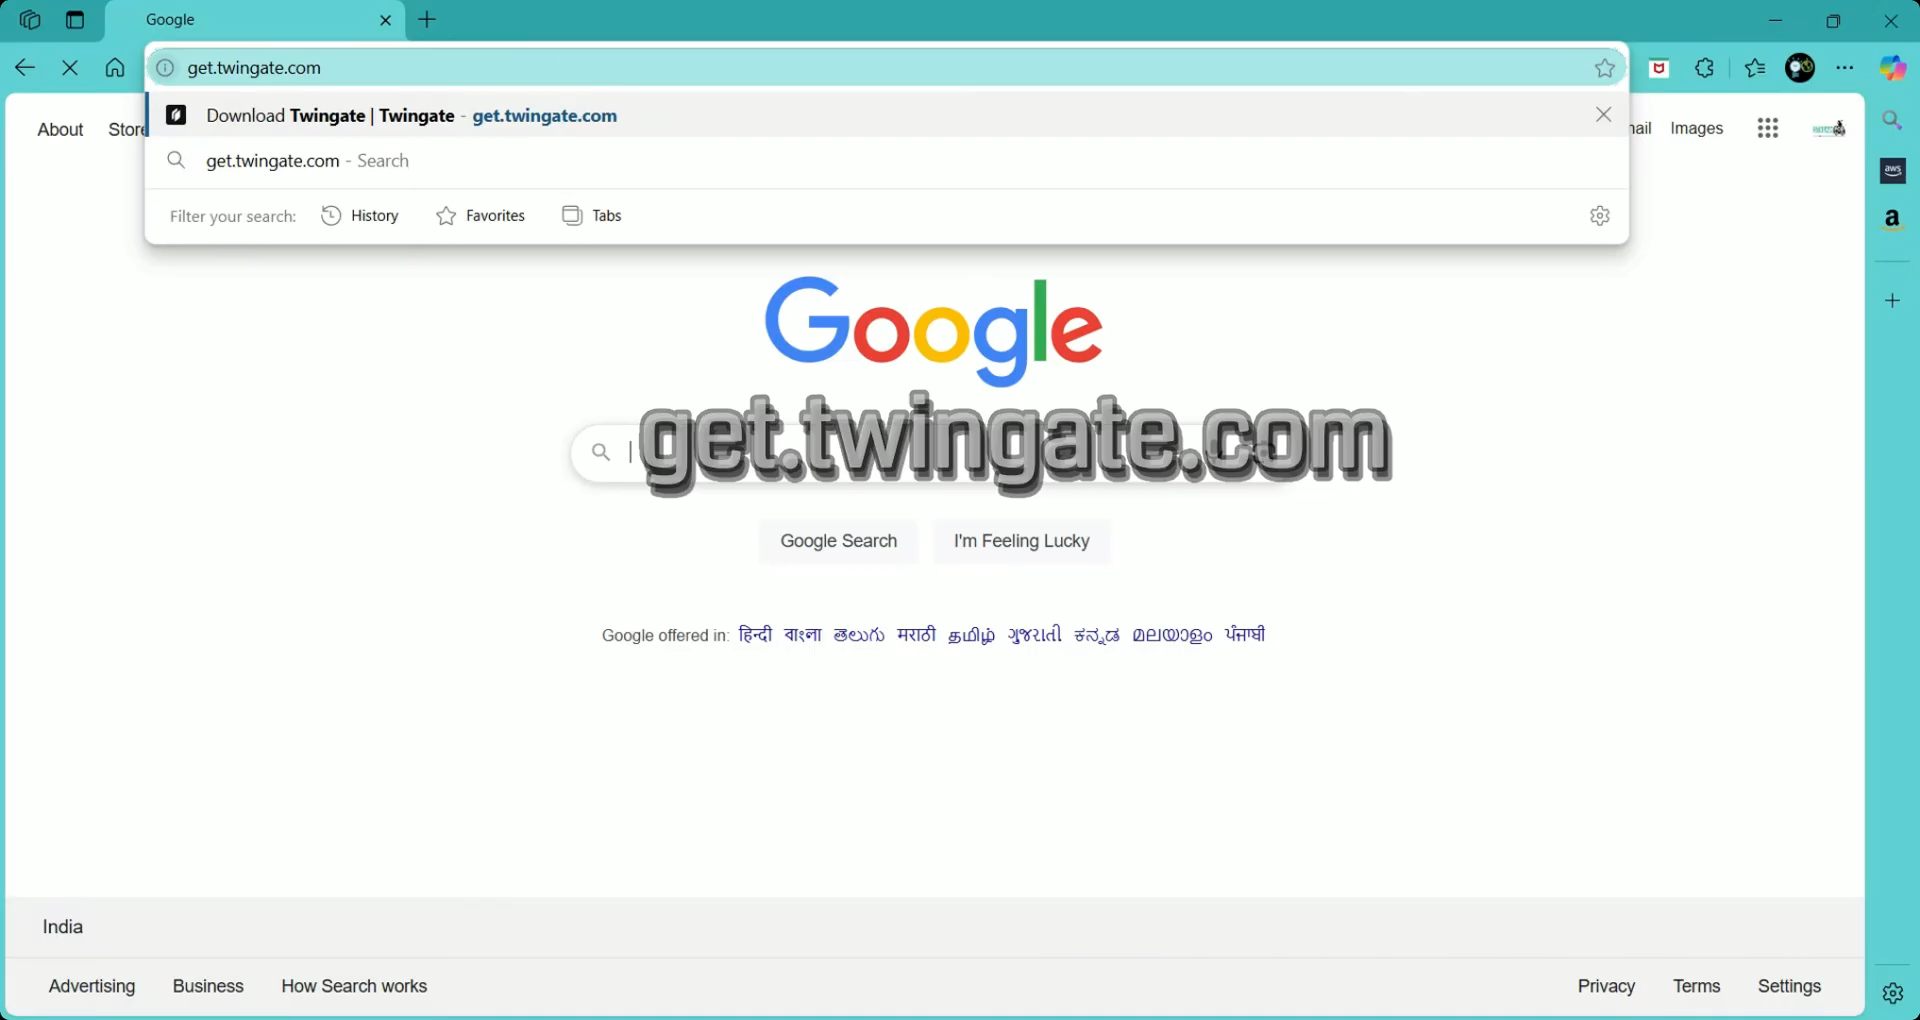 Google
get.twingate.com
Download Twingate | Twingate - get.twingate.com
get.twingate.com - Search
Filter your search: History Favorites Tabs
About Store
Images
aws
a
Google
get.twingate.com
Google Search I'm Feeling Lucky
Google offered in: हिन्दी বাংলা తెలుగు मराठी தமிழ் ગુજરાતી ಕನ್ನಡ മലയാളം ਪੰਜਾਬੀ
India
Advertising Business How Search works Privacy Terms Settings